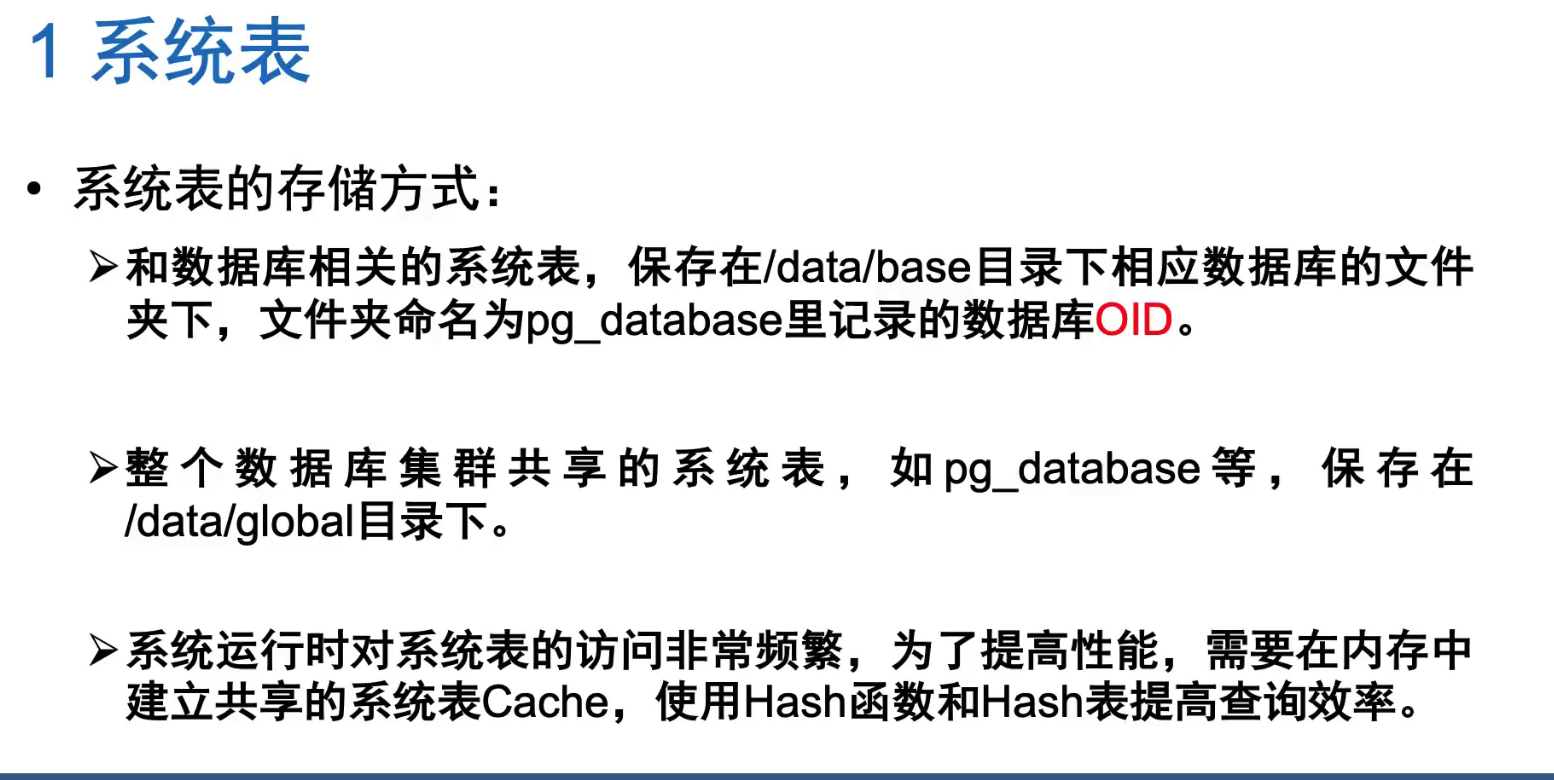 1 系统表
• 系统表的存储方式：
➢和数据库相关的系统表，保存在/data/base目录下相应数据库的文件
夹下，文件夹命名为pg_database里记录的数据库OID。
➢整个数据库集群共享的系统表，如pg_database等，保存在
/data/global目录下。
➢系统运行时对系统表的访问非常频繁，为了提高性能，需要在内存中
建立共享的系统表Cache，使用Hash函数和Hash表提高查询效率。